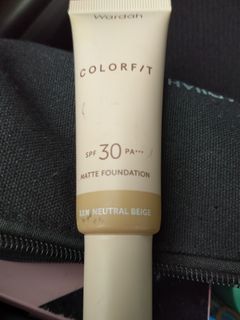 Wardah
COLORFIT
SPF 30 PA+++
MATTE FOUNDATION
NEUTRAL BEIGE